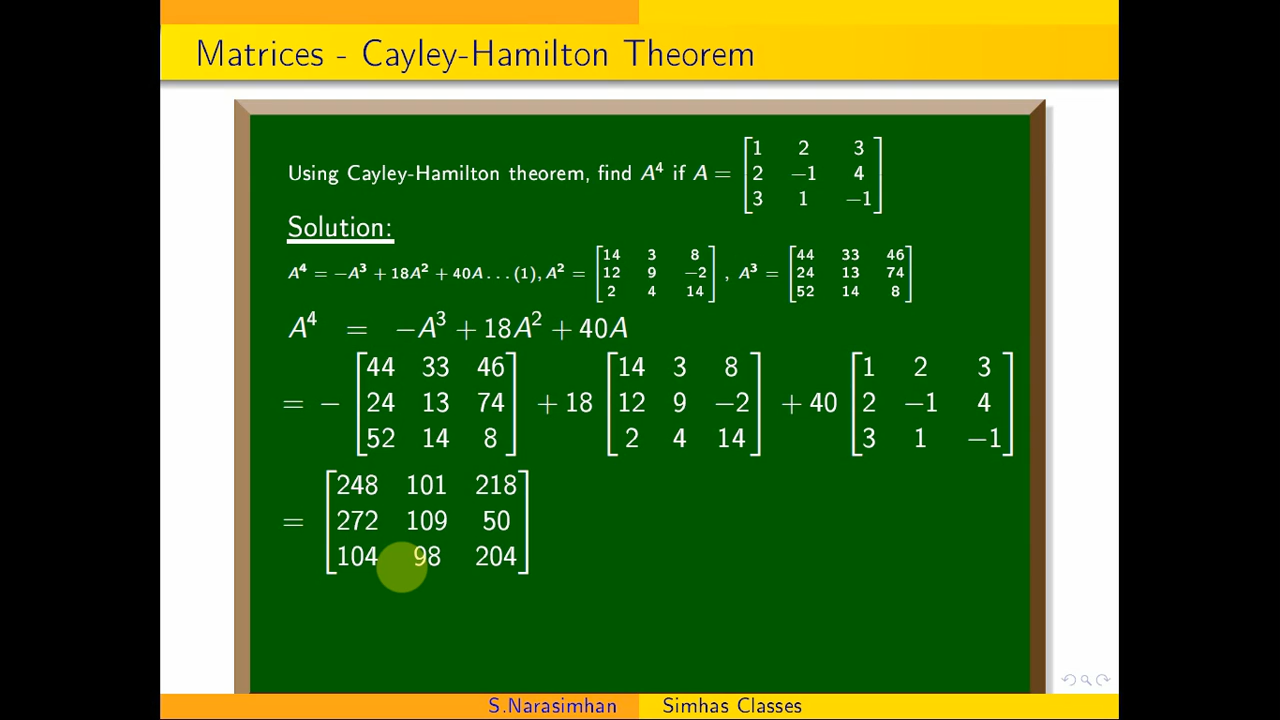 Matrices - Cayley-Hamilton Theorem
Using Cayley-Hamilton theorem, find A⁴ if A = [1 2 3; 2 −1 4; 3 1 −1]
Solution:
A⁴ = −A³ + 18A² + 40A . . . (1), A² = [14 3 8; 12 9 −2; 2 4 14] , A³ = [44 33 46; 24 13 74; 52 14 8]
A⁴ = −A³ + 18A² + 40A
= − [44 33 46; 24 13 74; 52 14 8] + 18 [14 3 8; 12 9 −2; 2 4 14] + 40 [1 2 3; 2 −1 4; 3 1 −1]
= [248 101 218; 272 109 50; 104 98 204]
S.Narasimhan Simhas Classes